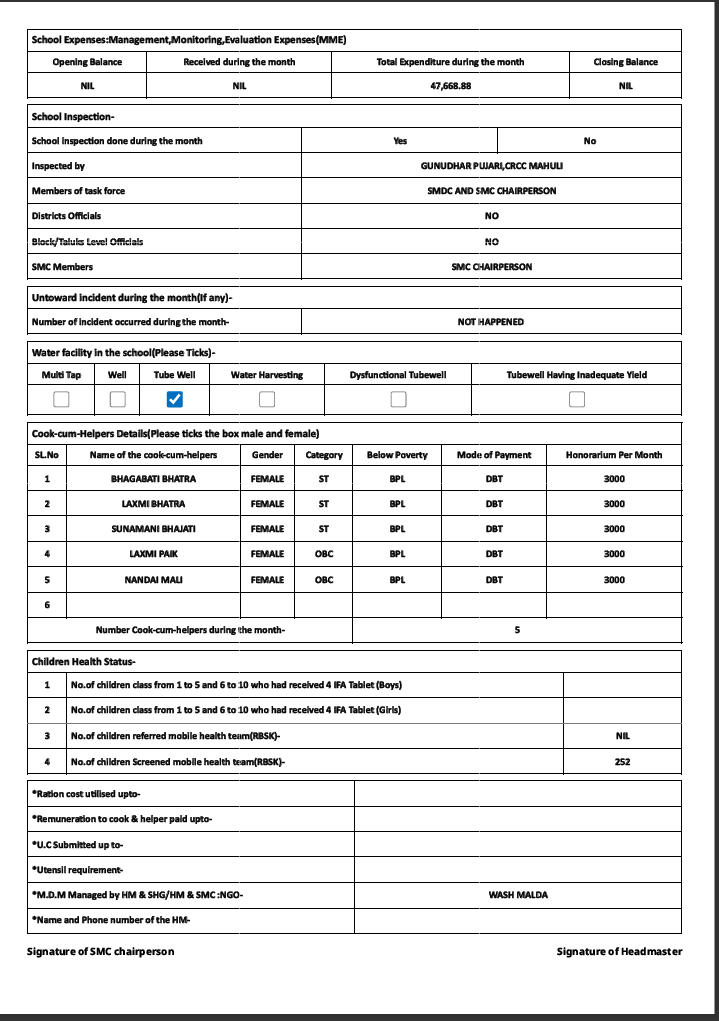 School Expenses:Management,Monitoring,Evaluation Expenses(MME)
Opening Balance Received during the month Total Expenditure during the month Closing Balance
NIL NIL 47,668.88 NIL
School Inspection-
School inspection done during the month Yes No
Inspected by GUNUDHAR PUJARI,CRCC MAHULI
Members of task force SMDC AND SMC CHAIRPERSON
Districts Officials NO
Block/Taluks Level Officials NO
SMC Members SMC CHAIRPERSON
Untoward incident during the month(If any)-
Number of incident occurred during the month- NOT HAPPENED
Water facility in the school(Please Ticks)-
Multi Tap Well Tube Well Water Harvesting Dysfunctional Tubewell Tubewell Having Inadequate Yield
Cook-cum-Helpers Details(Please ticks the box male and female)
SL.No Name of the cook-cum-helpers Gender Category Below Poverty Mode of Payment Honorarium Per Month
1 BHAGABATI BHATRA FEMALE ST BPL DBT 3000
2 LAXMI BHATRA FEMALE ST BPL DBT 3000
3 SUNAMANI BHAJATI FEMALE ST BPL DBT 3000
4 LAXMI PAIK FEMALE OBC BPL DBT 3000
5 NANDAI MALI FEMALE OBC BPL DBT 3000
6
Number Cook-cum-helpers during the month- 5
Children Health Status-
1 No.of children class from 1 to 5 and 6 to 10 who had received 4 IFA Tablet (Boys)
2 No.of children class from 1 to 5 and 6 to 10 who had received 4 IFA Tablet (Girls)
3 No.of children referred mobile health team(RBSK)- NIL
4 No.of children Screened mobile health team(RBSK)- 252
*Ration cost utilised upto-
*Remuneration to cook & helper paid upto-
*U.C Submitted up to-
*Utensil requirement-
*M.D.M Managed by HM & SHG/HM & SMC :NGO- WASH MALDA
*Name and Phone number of the HM-
Signature of SMC chairperson Signature of Headmaster